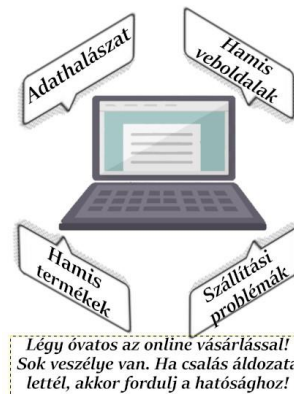 Adathalászat
Hamis
veboldalak
Hamis
termékek
Szállítási
problémák
Légy óvatos az online vásárlással!
Sok veszélye van. Ha csalás áldozata
lettél, akkor fordulj a hatósághoz!